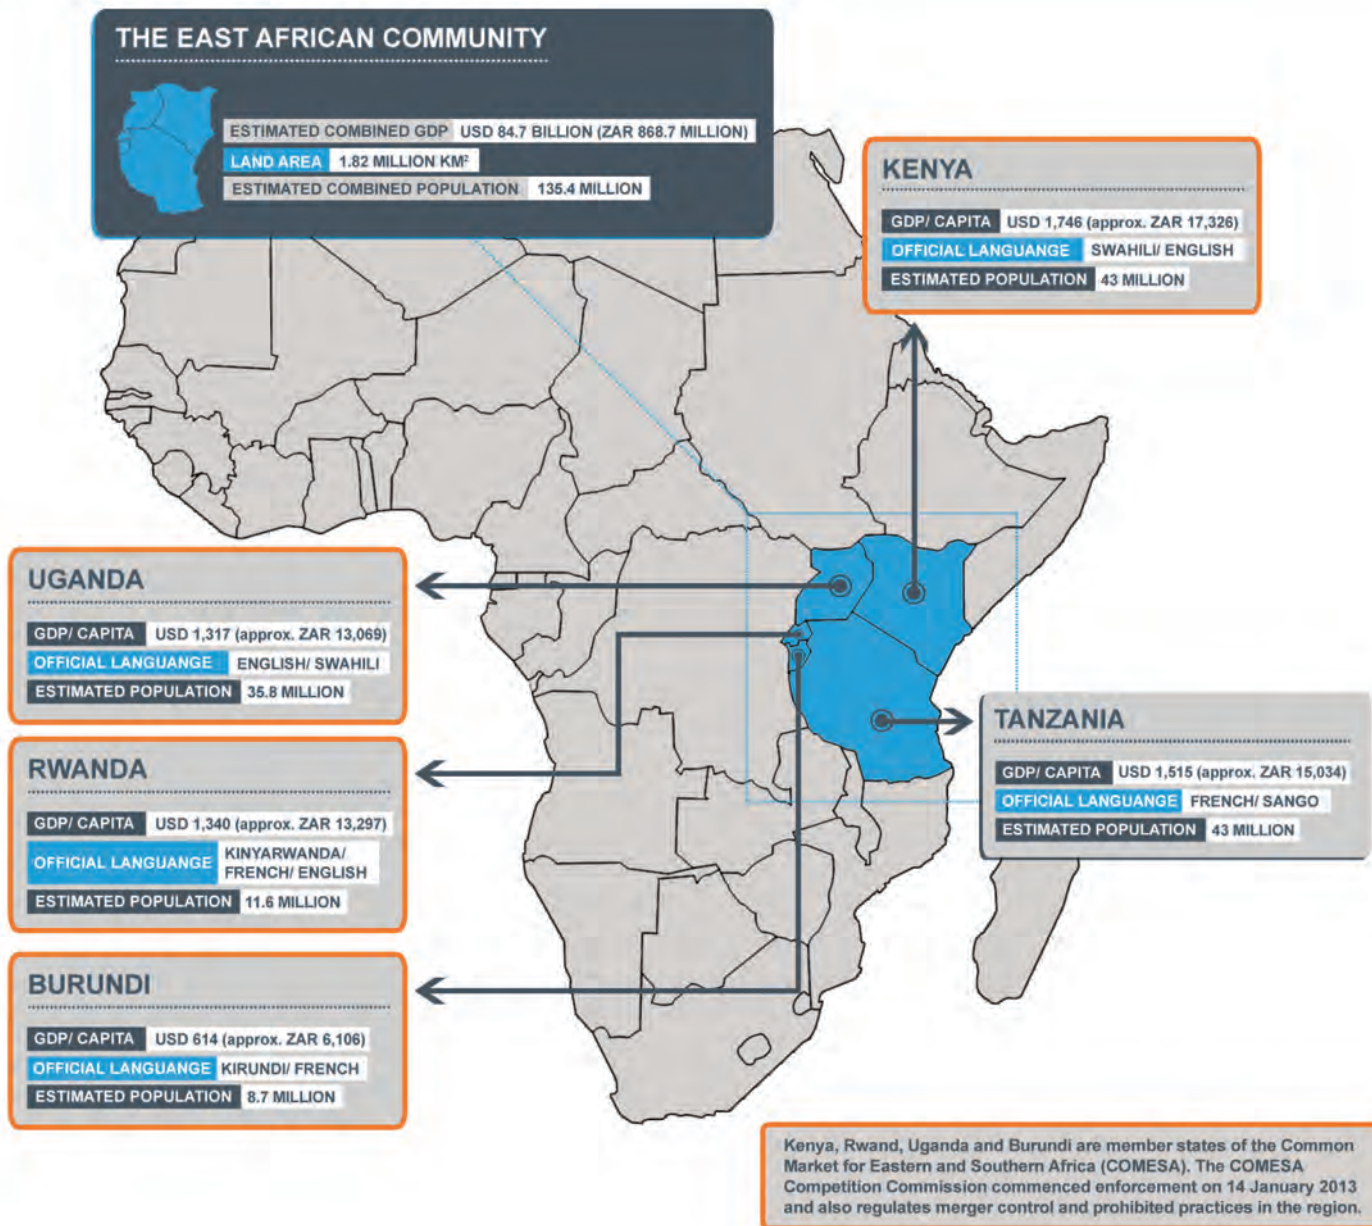 THE EAST AFRICAN COMMUNITY
ESTIMATED COMBINED GDP USD 84.7 BILLION (ZAR 868.7 MILLION)
LAND AREA 1.82 MILLION KM²
ESTIMATED COMBINED POPULATION 135.4 MILLION
KENYA
GDP/ CAPITA USD 1,746 (approx. ZAR 17,326)
OFFICIAL LANGUANGE SWAHILI/ ENGLISH
ESTIMATED POPULATION 43 MILLION
UGANDA
GDP/ CAPITA USD 1,317 (approx. ZAR 13,069)
OFFICIAL LANGUANGE ENGLISH/ SWAHILI
ESTIMATED POPULATION 35.8 MILLION
RWANDA
GDP/ CAPITA USD 1,340 (approx. ZAR 13,297)
OFFICIAL LANGUANGE KINYARWANDA/
FRENCH/ ENGLISH
ESTIMATED POPULATION 11.6 MILLION
BURUNDI
GDP/ CAPITA USD 614 (approx. ZAR 6,106)
OFFICIAL LANGUANGE KIRUNDI/ FRENCH
ESTIMATED POPULATION 8.7 MILLION
TANZANIA
GDP/ CAPITA USD 1,515 (approx. ZAR 15,034)
OFFICIAL LANGUANGE FRENCH/ SANGO
ESTIMATED POPULATION 43 MILLION
Kenya, Rwand, Uganda and Burundi are member states of the Common
Market for Eastern and Southern Africa (COMESA). The COMESA
Competition Commission commenced enforcement on 14 January 2013
and also regulates merger control and prohibited practices in the region.